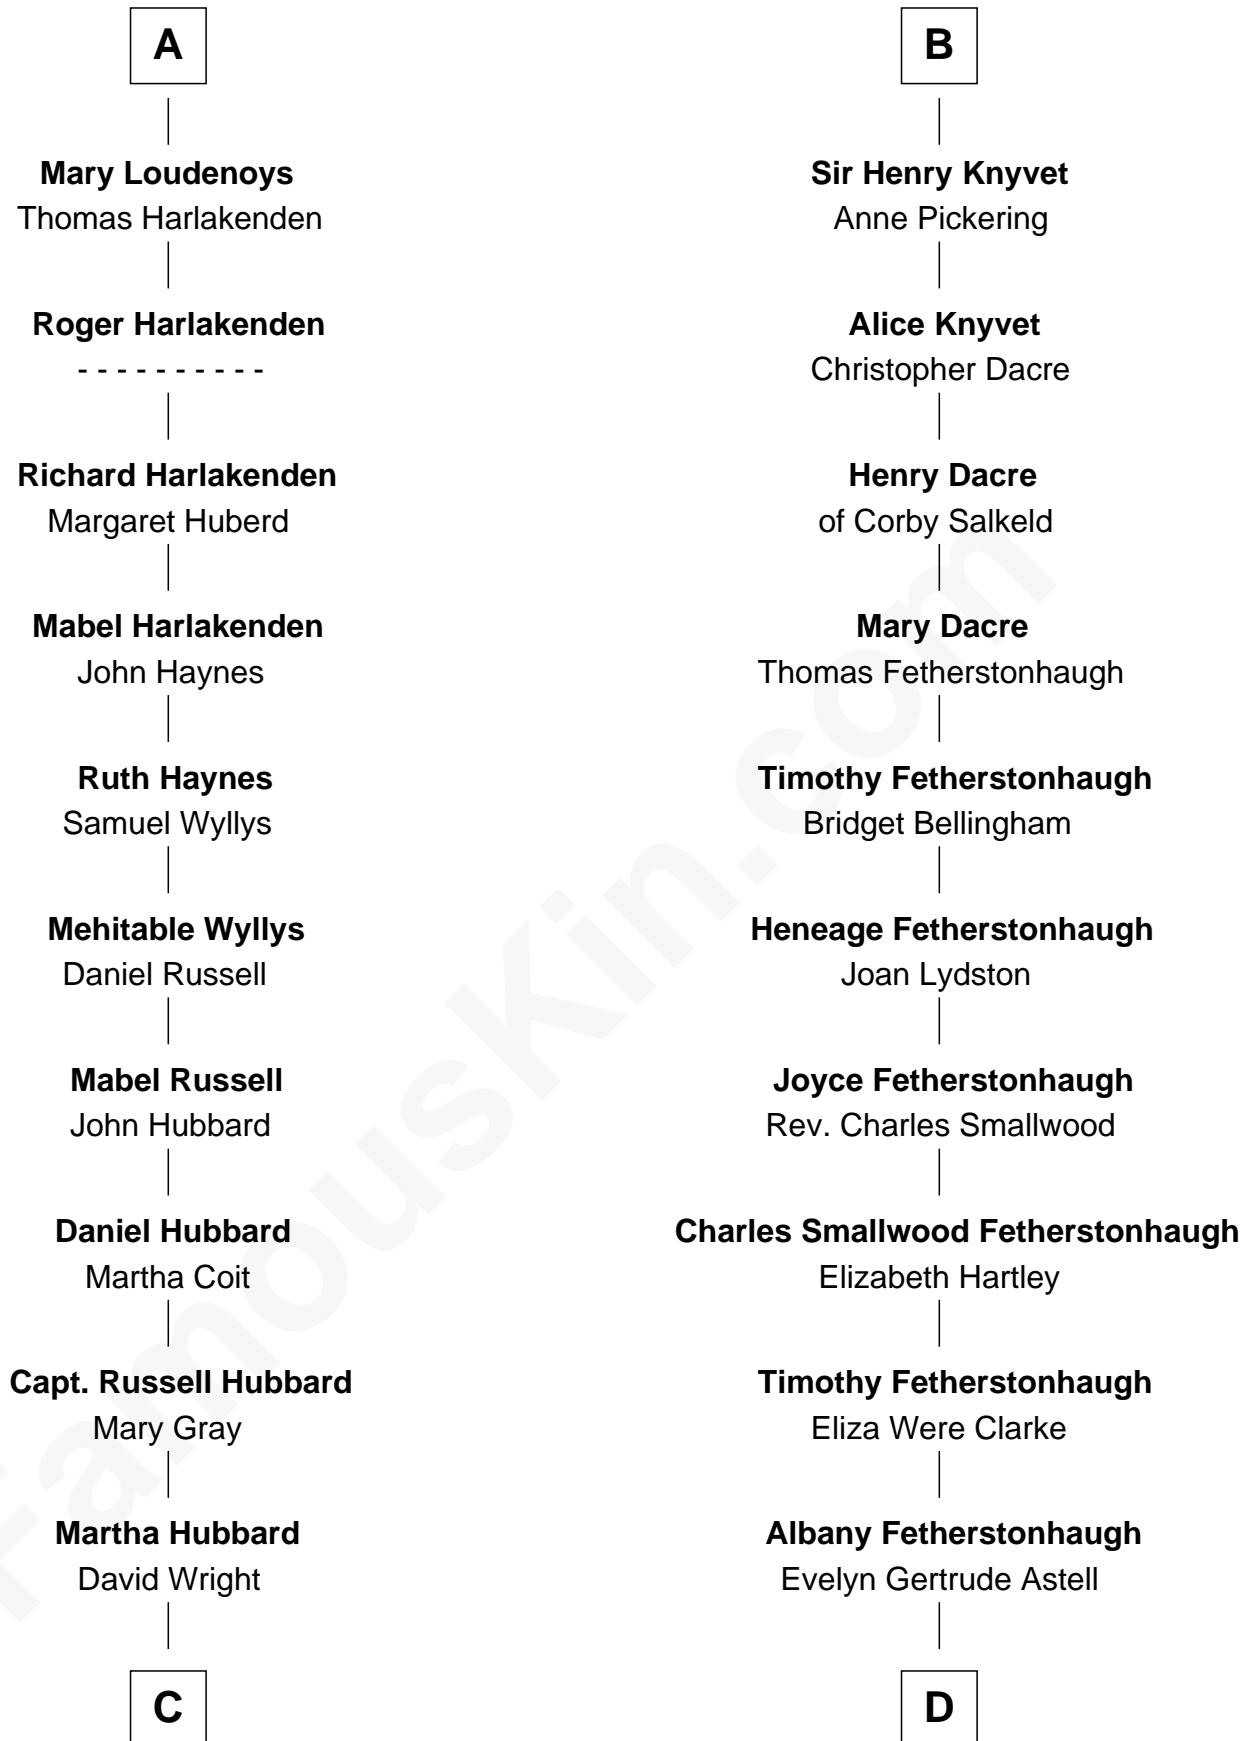 A
Mary Loudenoys
Thomas Harlakenden
Roger Harlakenden
- - - - - - - - - -
Richard Harlakenden
Margaret Huberd
Mabel Harlakenden
John Haynes
Ruth Haynes
Samuel Wyllys
Mehitable Wyllys
Daniel Russell
Mabel Russell
John Hubbard
Daniel Hubbard
Martha Coit
Capt. Russell Hubbard
Mary Gray
Martha Hubbard
David Wright
C
B
Sir Henry Knyvet
Anne Pickering
Alice Knyvet
Christopher Dacre
Henry Dacre
of Corby Salkeld
Mary Dacre
Thomas Fetherstonhaugh
Timothy Fetherstonhaugh
Bridget Bellingham
Heneage Fetherstonhaugh
Joan Lydston
Joyce Fetherstonhaugh
Rev. Charles Smallwood
Charles Smallwood Fetherstonhaugh
Elizabeth Hartley
Timothy Fetherstonhaugh
Eliza Were Clarke
Albany Fetherstonhaugh
Evelyn Gertrude Astell
D
FamousKin.com